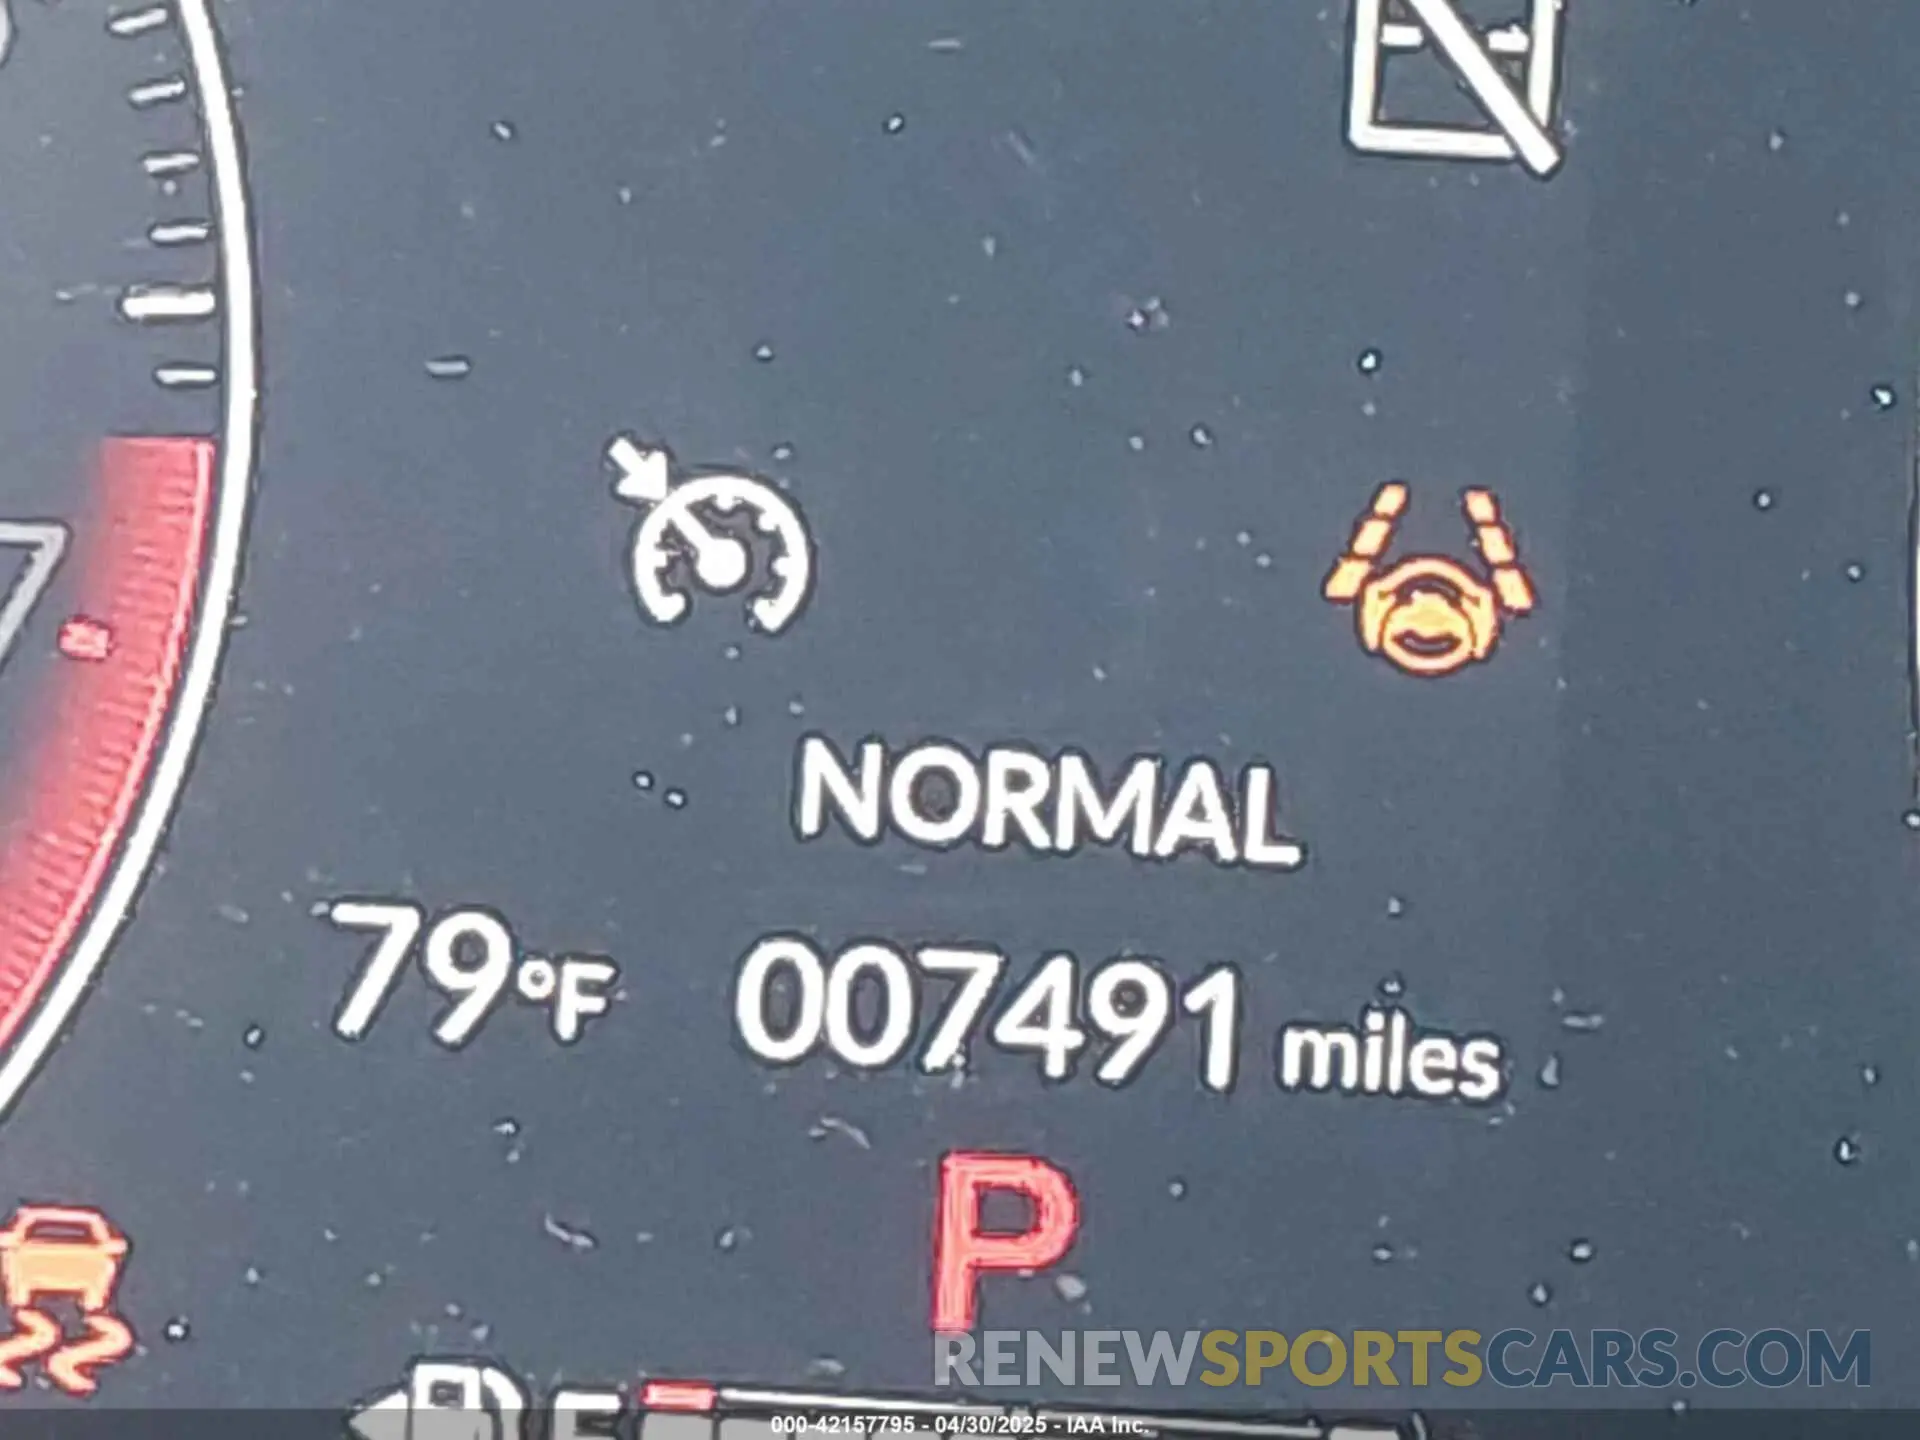 NORMAL
79°F 007491 miles
P
RENEWSPORTSCARS.COM
E
000-42157795 - 04/30/2025 - IAA Inc.